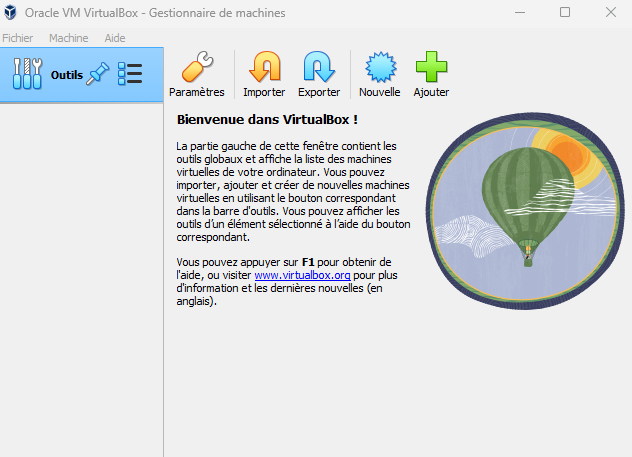 Oracle VM VirtualBox - Gestionnaire de machines
Fichier Machine Aide
Outils
Paramètres Importer Exporter Nouvelle Ajouter
Bienvenue dans VirtualBox !
La partie gauche de cette fenêtre contient les
outils globaux et affiche la liste des machines
virtuelles de votre ordinateur. Vous pouvez
importer, ajouter et créer de nouvelles machines
virtuelles en utilisant le bouton correspondant
dans la barre d'outils. Vous pouvez afficher les
outils d’un élément sélectionné à l’aide du bouton
correspondant.
Vous pouvez appuyer sur F1 pour obtenir de
l'aide, ou visiter www.virtualbox.org pour plus
d'information et les dernières nouvelles (en
anglais).